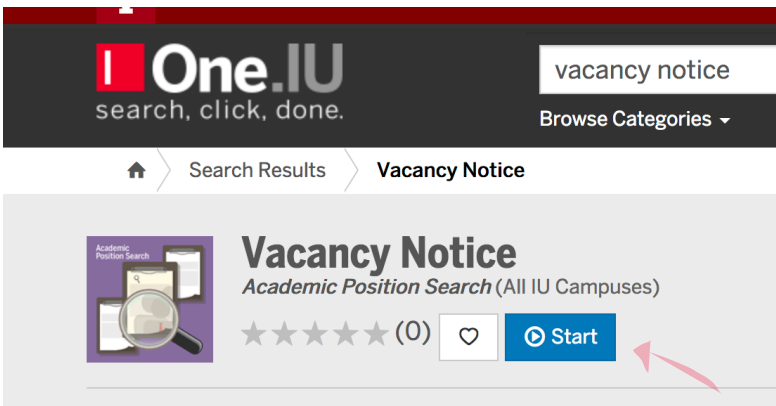 One.IU
search, click, done.
vacancy notice
Browse Categories
Search Results
Vacancy Notice
Academic
Position Search
Vacancy Notice
Academic Position Search (All IU Campuses)
(0)
Start